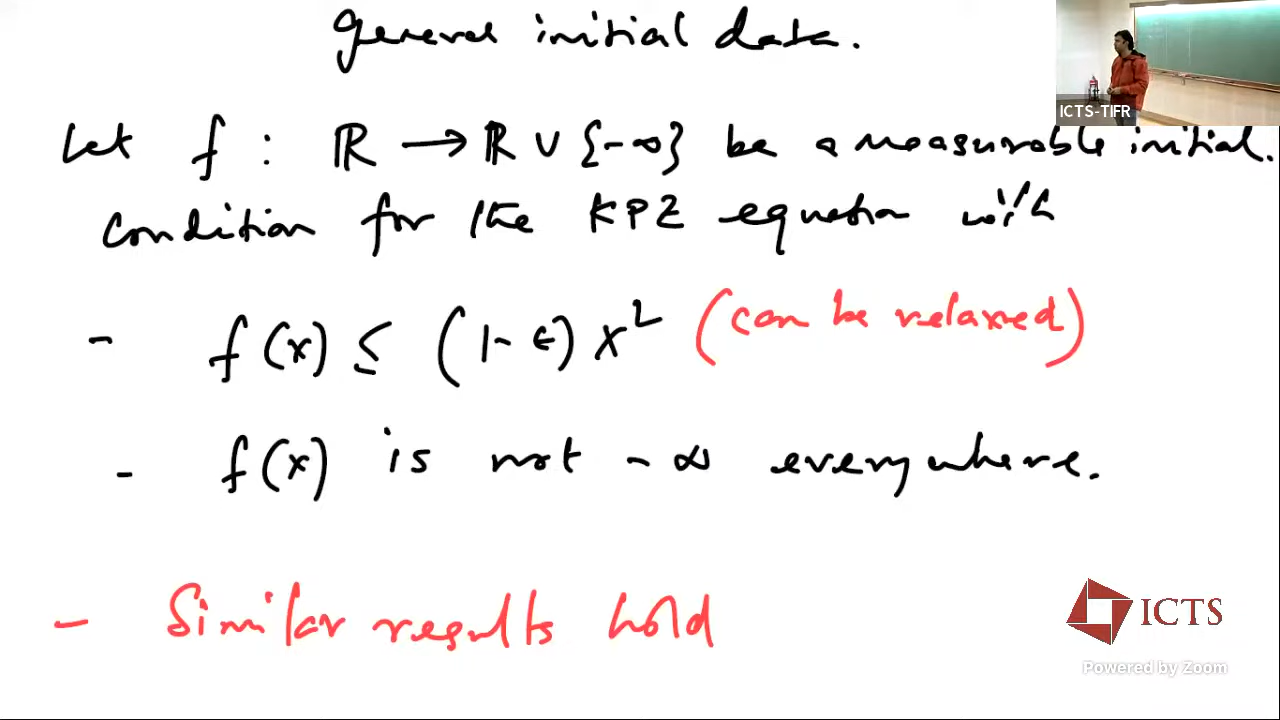 general initial data.
ICTS-TIFR
Let f : ℝ → ℝ ∪ {-∞} be a measurable initial.
condition for the KPZ equation with
- f(x) ≤ (1-ϵ) x² (can be relaxed)
- f(x) is not -∞ everywhere.
- Similar results hold
ICTS
Powered by Zoom